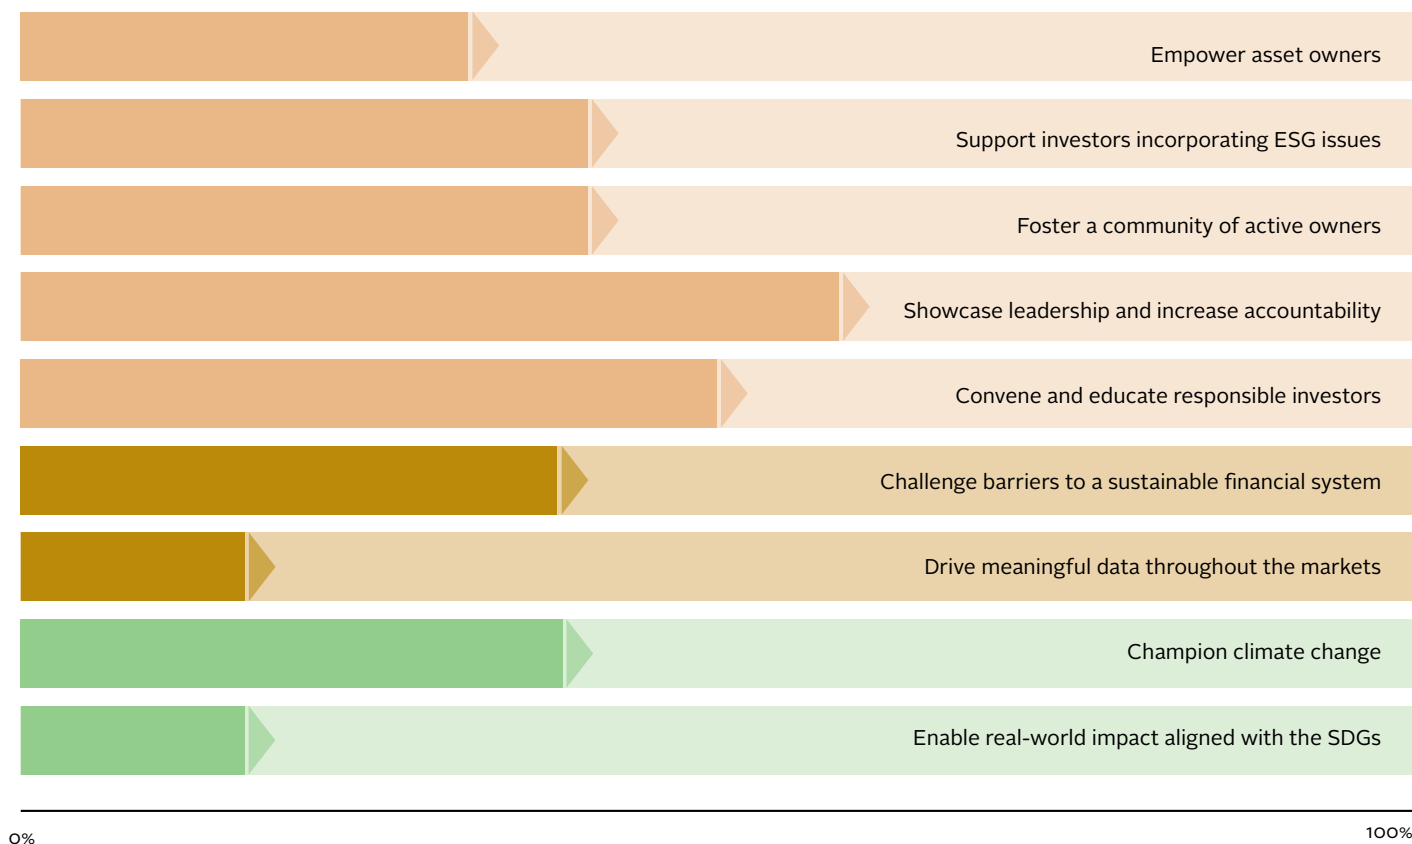 Empower asset owners
Support investors incorporating ESG issues
Foster a community of active owners
Showcase leadership and increase accountability
Convene and educate responsible investors
Challenge barriers to a sustainable financial system
Drive meaningful data throughout the markets
Champion climate change
Enable real-world impact aligned with the SDGs
0% 100%